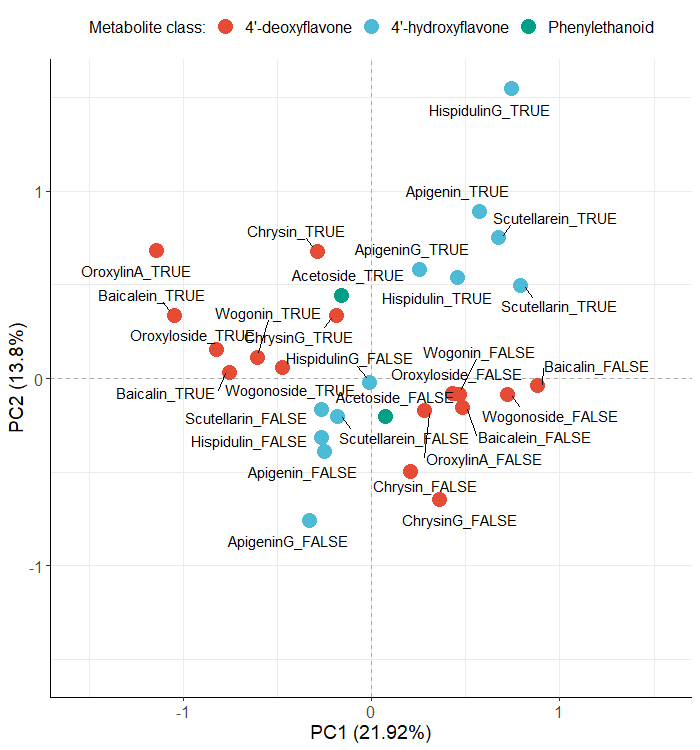 Metabolite class: 4'-deoxyflavone 4'-hydroxyflavone Phenylethanoid
HispidulinG_TRUE
Apigenin_TRUE
Scutellarein_TRUE
Chrysin_TRUE
ApigeninG_TRUE
OroxylinA_TRUE
Acetoside_TRUE
Baicalein_TRUE
Hispidulin_TRUE
Scutellarin_TRUE
Wogonin_TRUE
Oroxyloside_TRUE
ChrysinG_TRUE
HispidulinG_FALSE
Wogonin_FALSE
Baicalin_FALSE
Oroxyloside_FALSE
Baicalin_TRUE
Wogonoside_TRUE
Acetoside_FALSE
Wogonoside_FALSE
Scutellarin_FALSE
Scutellarein_FALSE
Baicalein_FALSE
Hispidulin_FALSE
OroxylinA_FALSE
Apigenin_FALSE
Chrysin_FALSE
ChrysinG_FALSE
ApigeninG_FALSE
1
0
-1
PC2 (13.8%)
-1 0 1
PC1 (21.92%)